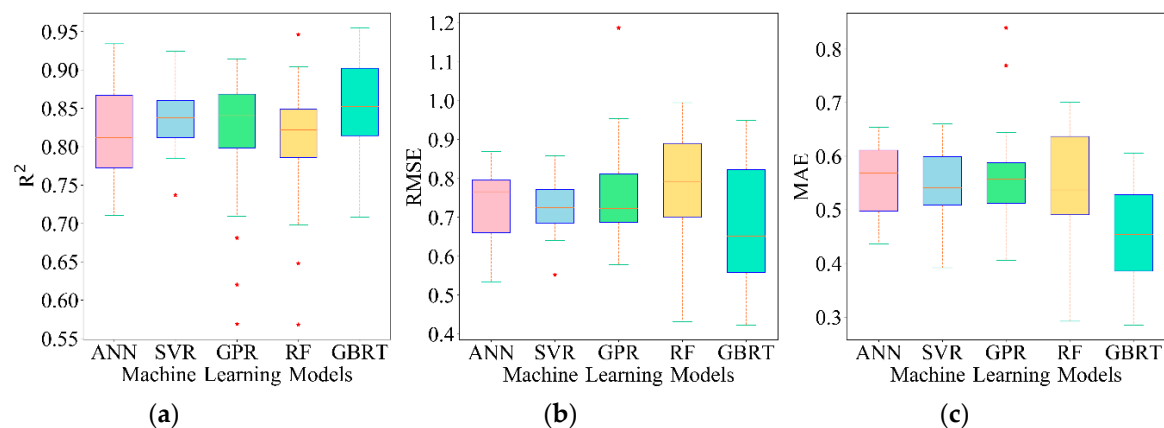 0.95
0.90
0.85
0.80
0.75
0.70
0.65
0.60
0.55
R²
ANN SVR GPR RF GBRT
Machine Learning Models
(a)
1.2
1.1
1.0
0.9
0.8
0.7
0.6
0.5
0.4
RMSE
ANN SVR GPR RF GBRT
Machine Learning Models
(b)
0.8
0.7
0.6
0.5
0.4
0.3
MAE
ANN SVR GPR RF GBRT
Machine Learning Models
(c)